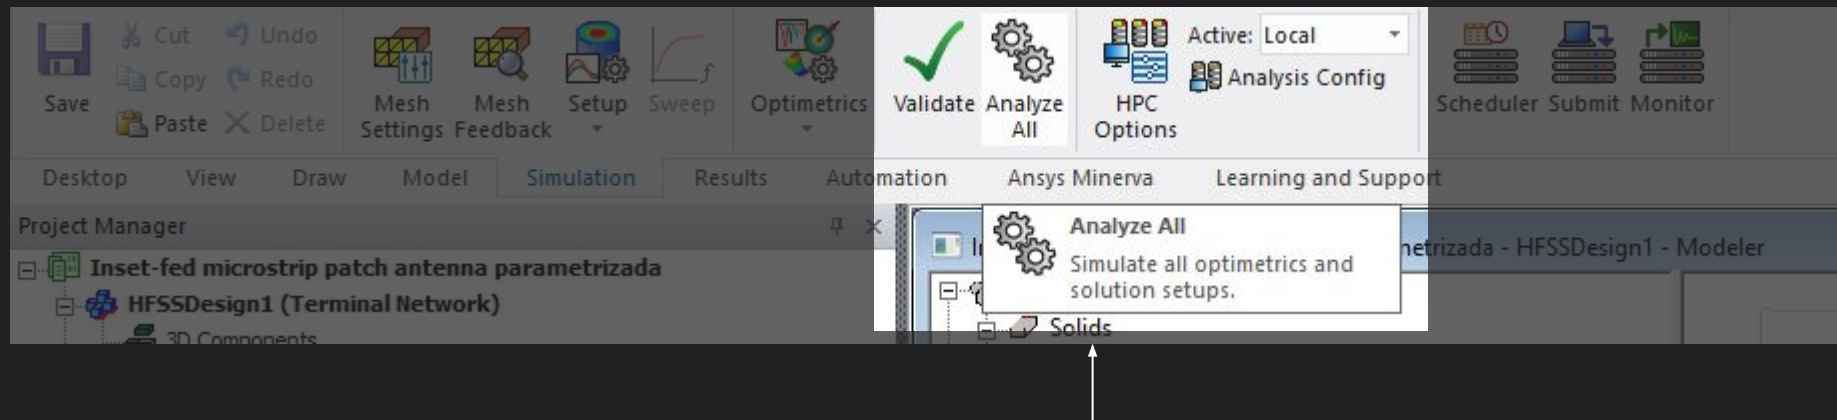 Save
Cut
Copy
Paste
Undo
Redo
Delete
Mesh
Settings
Mesh
Feedback
Setup
Sweep
Optimetrics
Validate
Analyze
All
HPC
Options
Active: Local
Analysis Config
Scheduler
Submit
Monitor
Desktop View Draw Model Simulation Results Automation Ansys Minerva Learning and Support
Project Manager
Inset-fed microstrip patch antenna parametrizada
HFSSDesign1 (Terminal Network)
3D Components
Analyze All
Simulate all optimetrics and
solution setups.
- HFSSDesign1 - Modeler
Solids